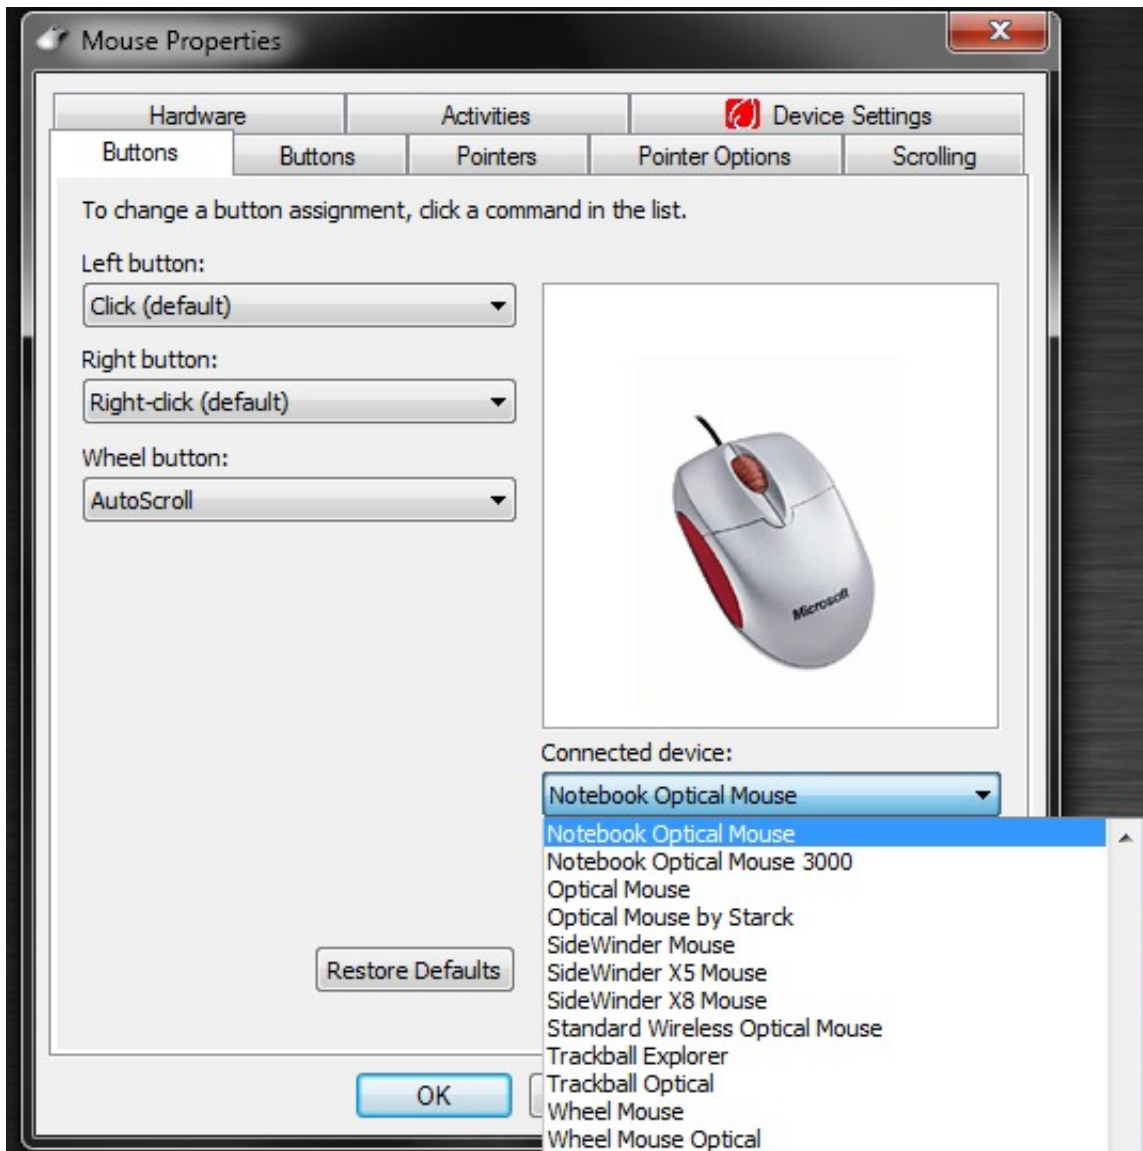 Mouse Properties
Hardware
Activities
Device Settings
Buttons
Buttons
Pointers
Pointer Options
Scrolling
To change a button assignment, click a command in the list.
Left button:
Click (default)
Right button:
Right-click (default)
Wheel button:
AutoScroll
Microsoft
Connected device:
Notebook Optical Mouse
Notebook Optical Mouse
Notebook Optical Mouse 3000
Optical Mouse
Optical Mouse by Starck
SideWinder Mouse
SideWinder X5 Mouse
SideWinder X8 Mouse
Standard Wireless Optical Mouse
Trackball Explorer
Trackball Optical
Wheel Mouse
Wheel Mouse Optical
Restore Defaults
OK